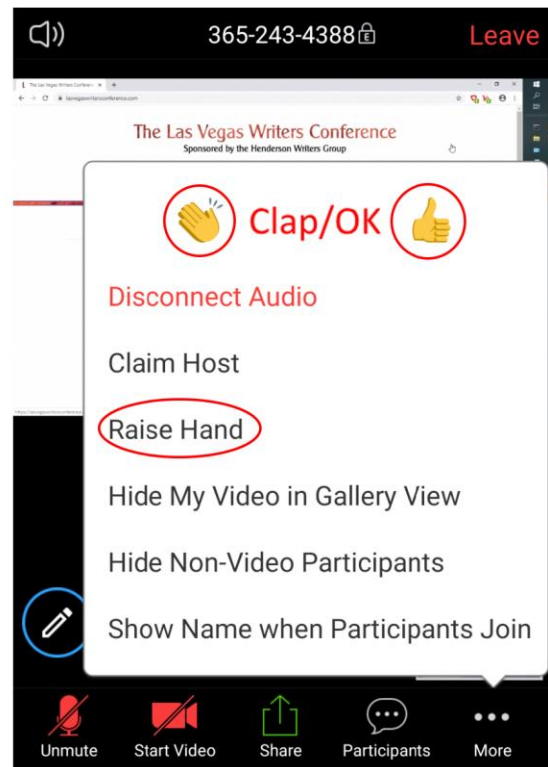 365-243-4388
Leave
The Las Vegas Writers Conferen
lasvegaswritersconference.com
The Las Vegas Writers Conference
Sponsored by the Henderson Writers Group
Clap/OK
Disconnect Audio
Claim Host
Raise Hand
Hide My Video in Gallery View
Hide Non-Video Participants
Show Name when Participants Join
Unmute
Start Video
Share
Participants
More